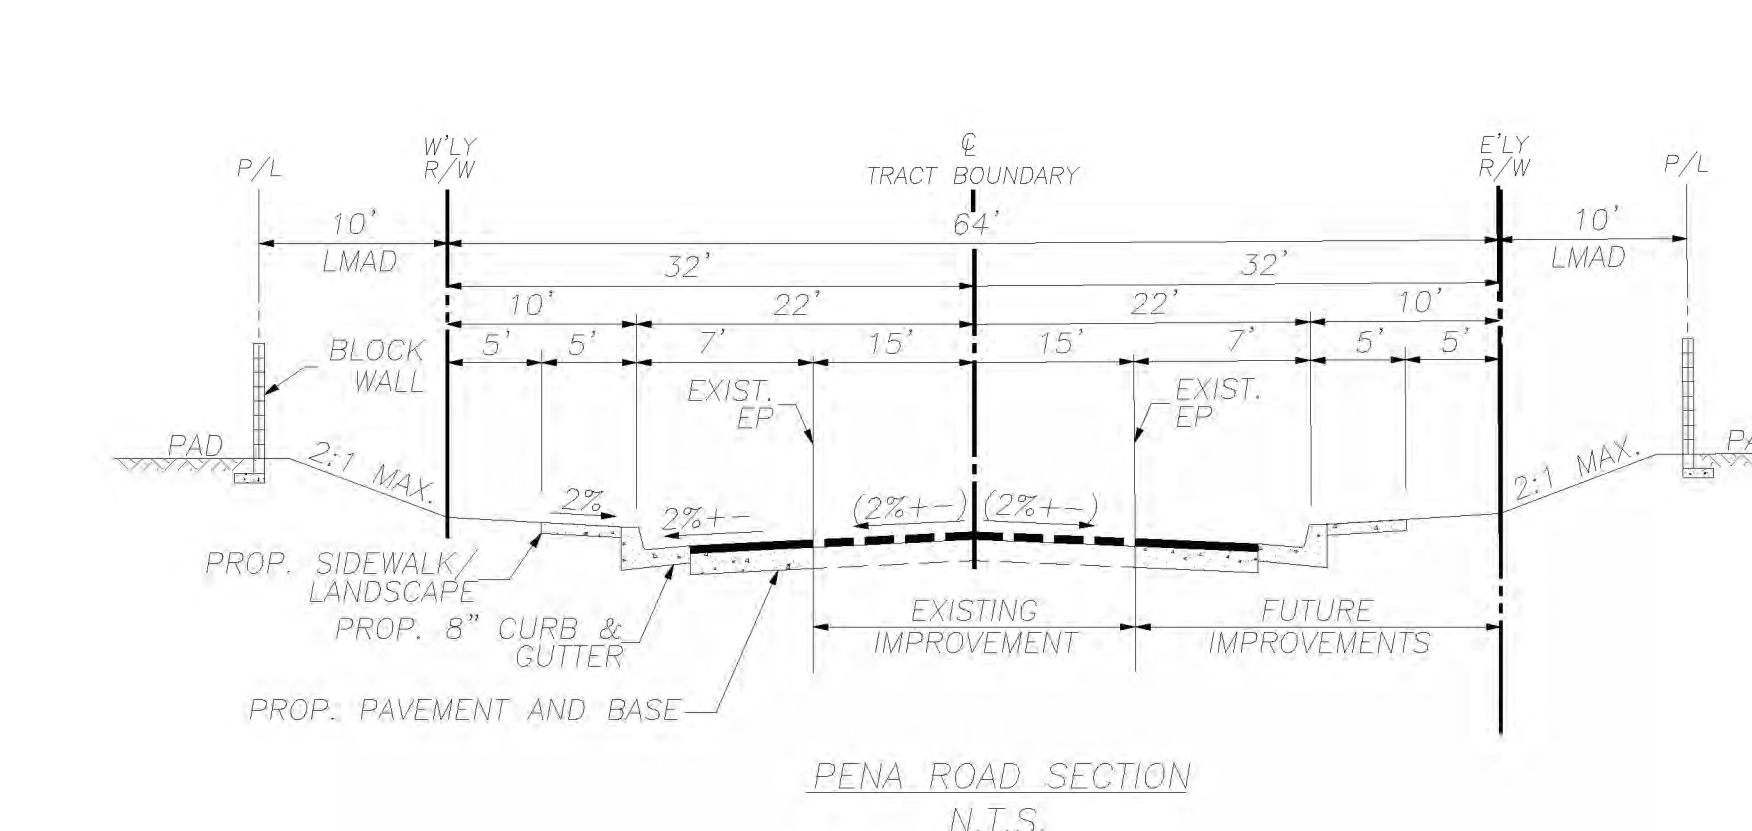 P/L
W'LY
R/W
℄
TRACT BOUNDARY
E'LY
R/W
P/L
10'
LMAD
64'
10'
LMAD
32'
32'
10'
22'
22'
10'
5'
5'
7'
15'
15'
7'
5'
5'
BLOCK
WALL
EXIST.
EP
EXIST.
EP
PAD
2:1 MAX.
2%
2%+-
(2%+-)
(2%+-)
2:1 MAX.
PA
PROP. SIDEWALK/
LANDSCAPE
PROP. 8" CURB &
GUTTER
PROP. PAVEMENT AND BASE
EXISTING
IMPROVEMENT
FUTURE
IMPROVEMENTS
PENA ROAD SECTION
N.T.S.